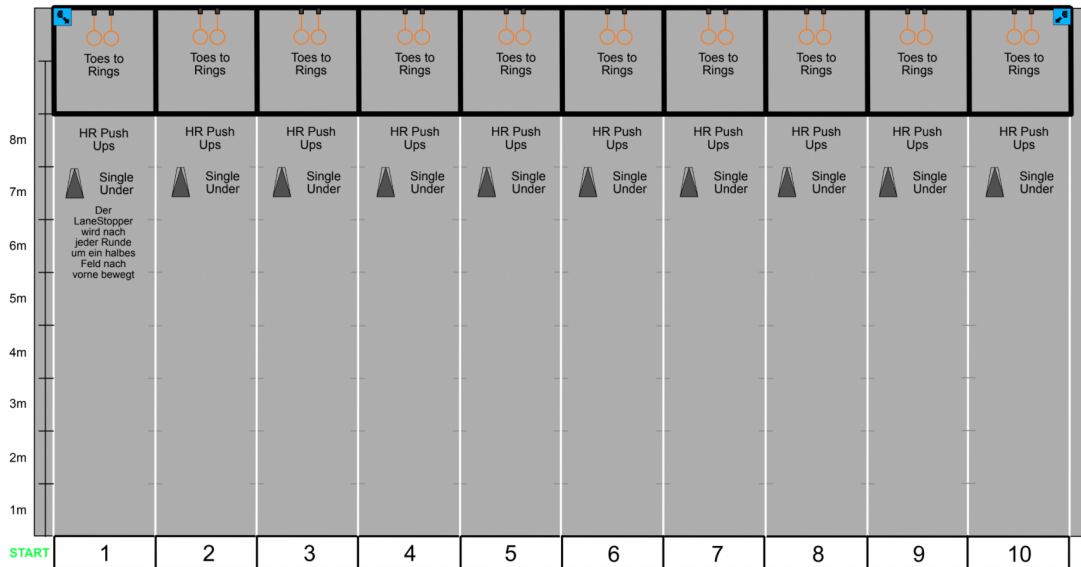 Toes to Rings Toes to Rings Toes to Rings Toes to Rings Toes to Rings Toes to Rings Toes to Rings Toes to Rings Toes to Rings Toes to Rings
8m HR Push Ups HR Push Ups HR Push Ups HR Push Ups HR Push Ups HR Push Ups HR Push Ups HR Push Ups HR Push Ups HR Push Ups
7m Single Under Single Under Single Under Single Under Single Under Single Under Single Under Single Under Single Under Single Under
Der
LaneStopper
wird nach
jeder Runde
um ein halbes
Feld nach
vorne bewegt
6m
5m
4m
3m
2m
1m
START 1 2 3 4 5 6 7 8 9 10